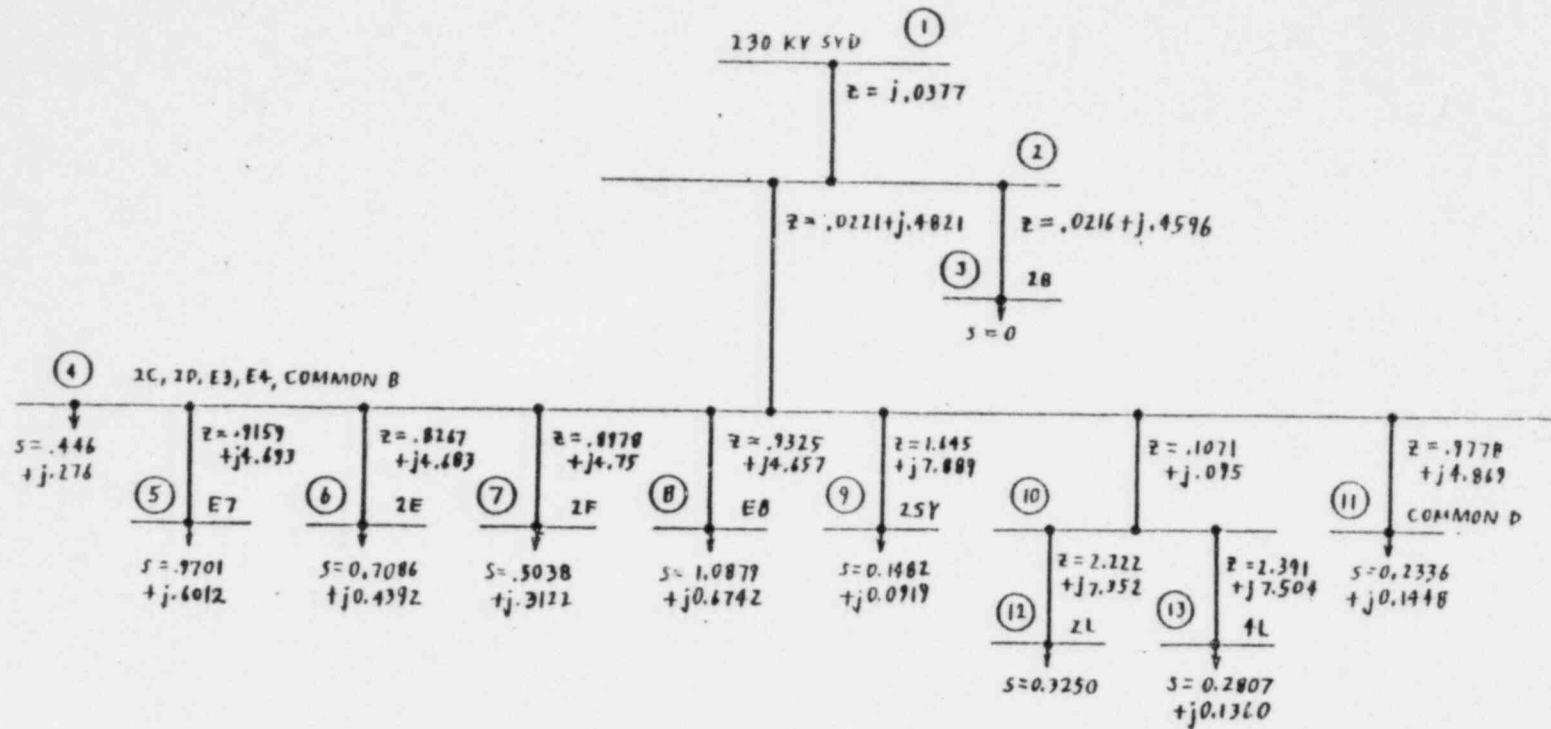 230 KV SYD
1
z = j.0377
2
z = .0221+j.4821
z = .0216+j.4596
3
2B
s = 0
4
2C, 2D, E3, E4, COMMON B
s = .446
+j.276
z = .9159
+j4.693
5
E7
s = .9701
+j.6012
z = .8267
+j4.683
6
2E
s = 0.7086
+j0.4392
z = .8978
+j4.75
7
2F
s = .5038
+j.3122
z = .9325
+j4.657
8
E8
s = 1.0879
+j0.6742
z = 1.645
+j7.889
9
2SY
s = 0.1482
+j0.0919
z = .1071
+j.095
10
z = 2.222
+j7.352
12
2L
s = 0.3250
z = 2.391
+j7.504
13
4L
s = 0.2807
+j0.1360
z = .9778
+j4.869
11
COMMON D
s = 0.2336
+j0.1448